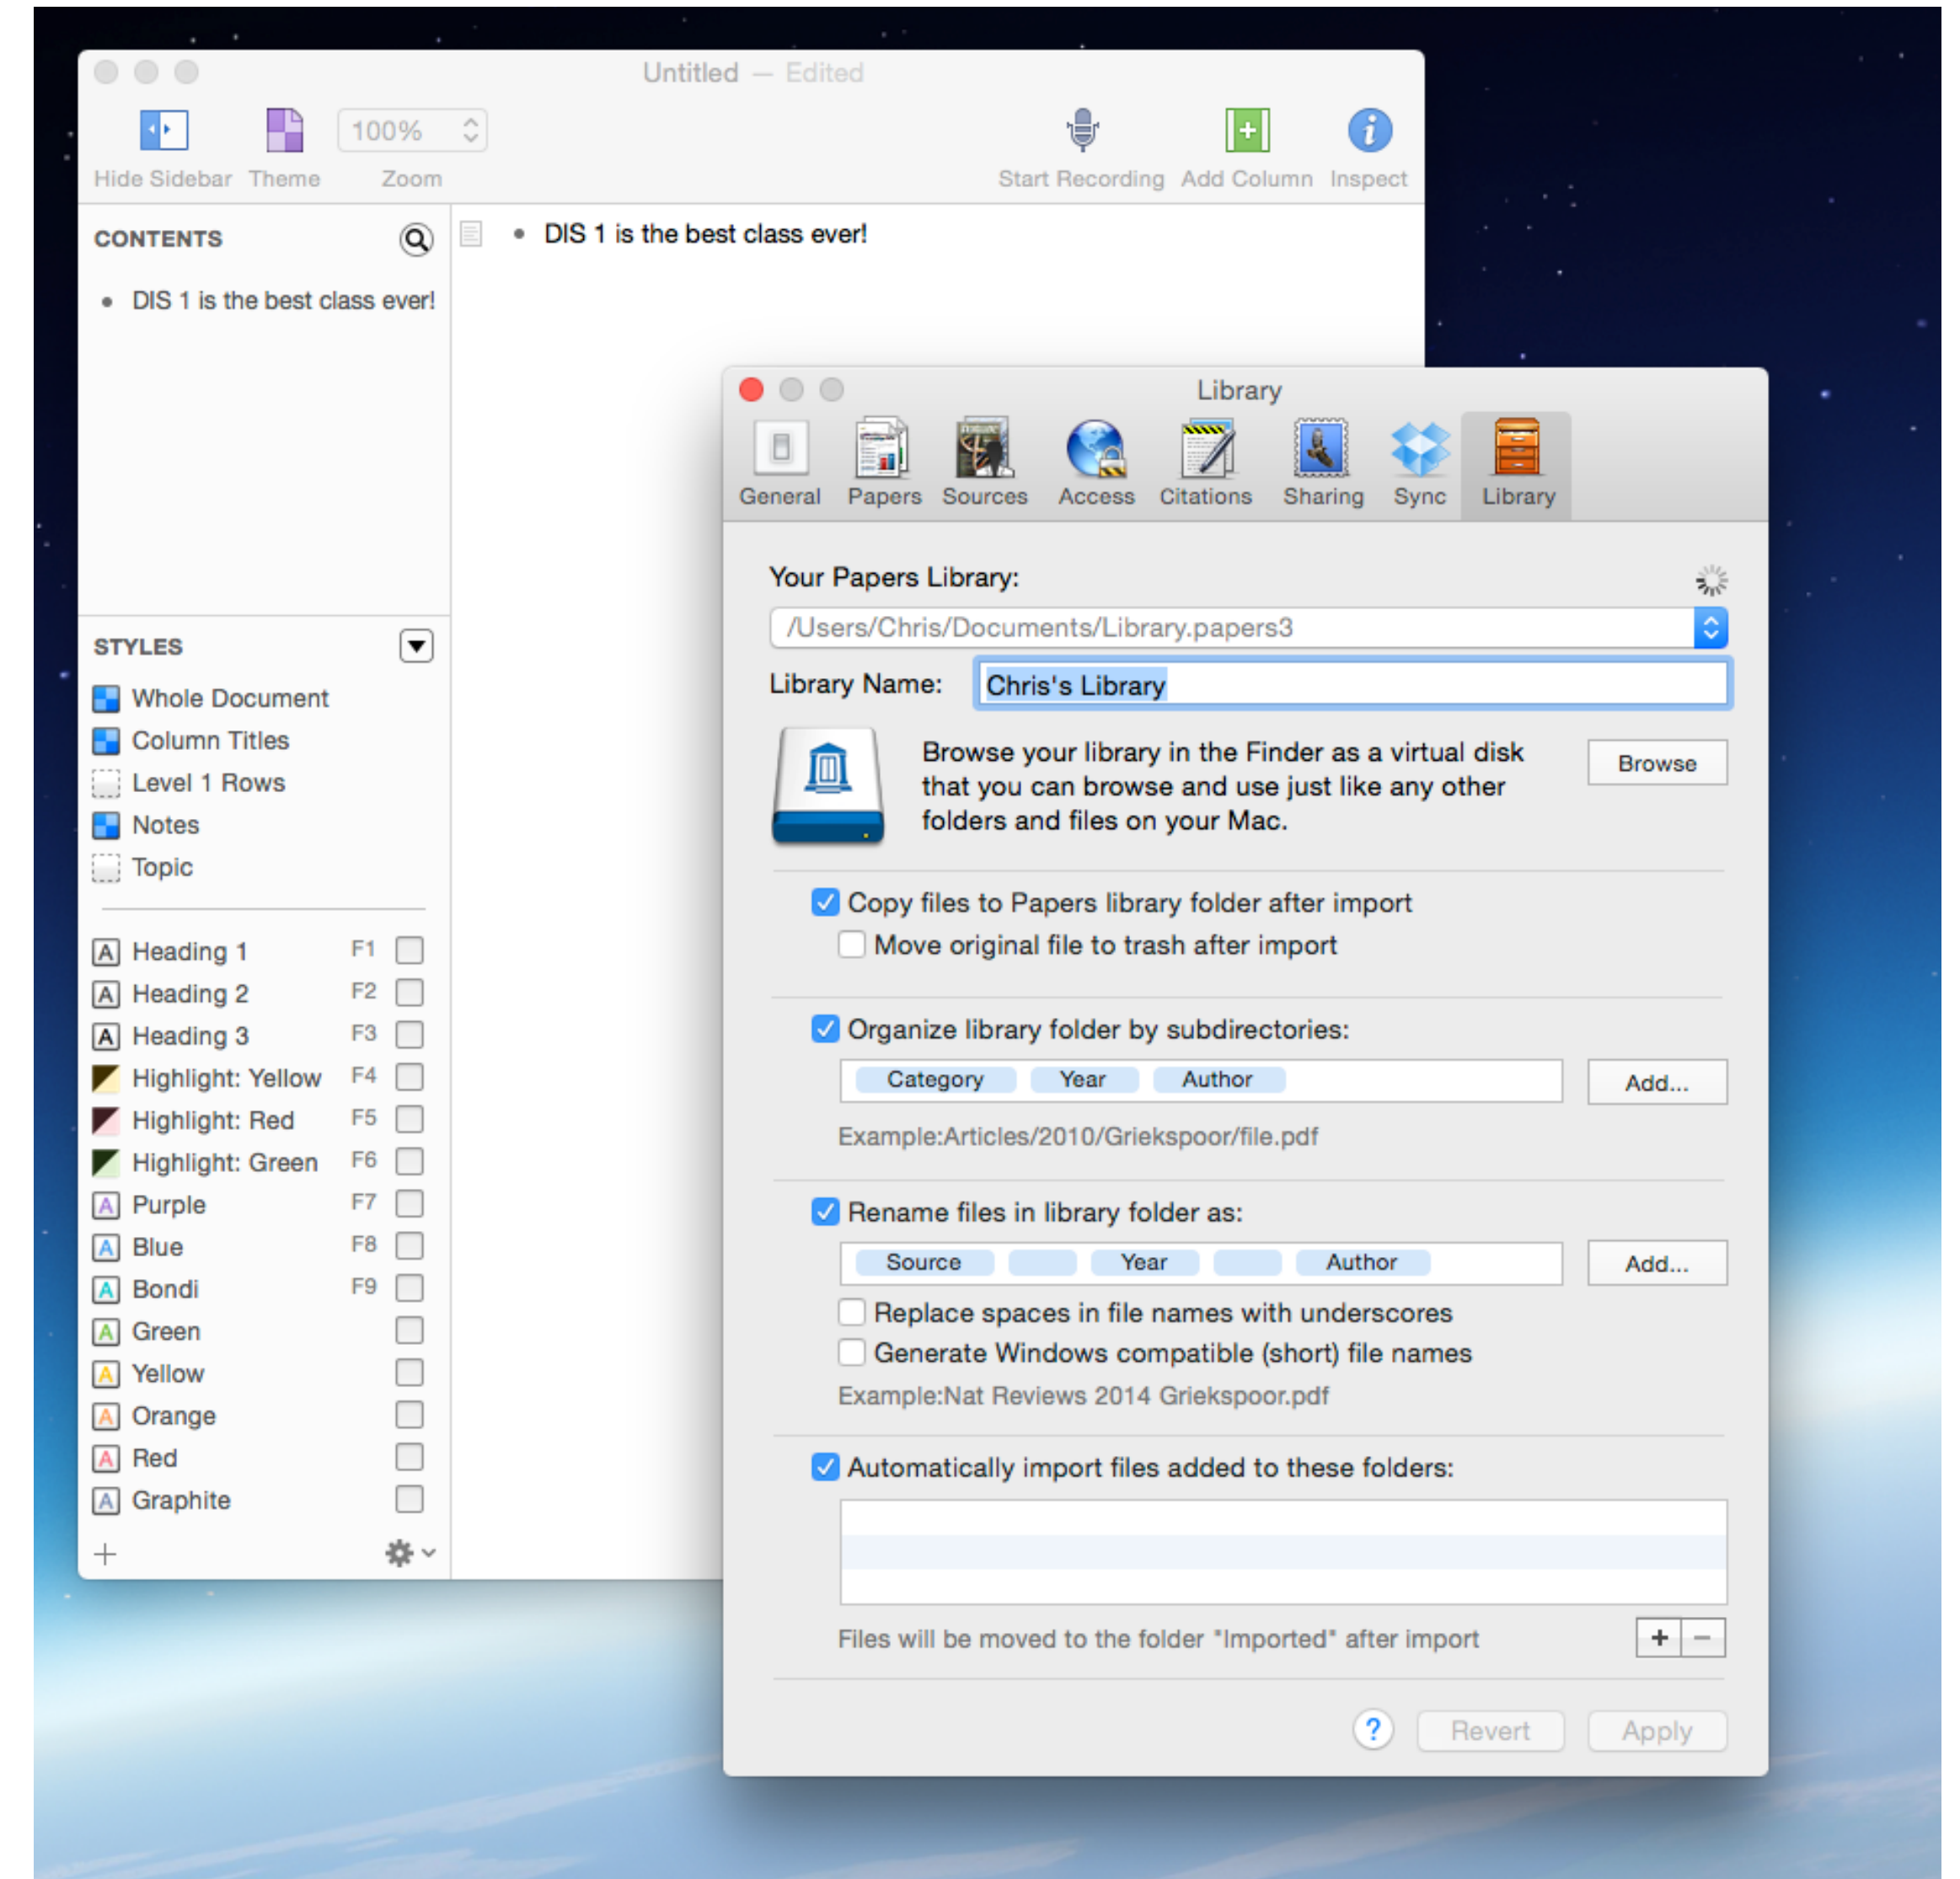 Untitled — Edited
100%
Hide Sidebar Theme Zoom
Start Recording Add Column Inspect
CONTENTS
• DIS 1 is the best class ever!
• DIS 1 is the best class ever!
STYLES
Whole Document
Column Titles
Level 1 Rows
Notes
Topic
A Heading 1 F1
A Heading 2 F2
A Heading 3 F3
Highlight: Yellow F4
Highlight: Red F5
Highlight: Green F6
A Purple F7
A Blue F8
A Bondi F9
A Green
A Yellow
A Orange
A Red
A Graphite
Library
General Papers Sources Access Citations Sharing Sync Library
Your Papers Library:
/Users/Chris/Documents/Library.papers3
Library Name: Chris's Library
Browse your library in the Finder as a virtual disk
that you can browse and use just like any other
folders and files on your Mac.
Browse
Copy files to Papers library folder after import
Move original file to trash after import
Organize library folder by subdirectories:
Category Year Author
Add...
Example:Articles/2010/Griekspoor/file.pdf
Rename files in library folder as:
Source Year Author
Add...
Replace spaces in file names with underscores
Generate Windows compatible (short) file names
Example:Nat Reviews 2014 Griekspoor.pdf
Automatically import files added to these folders:
Files will be moved to the folder "Imported" after import
+ −
? Revert Apply